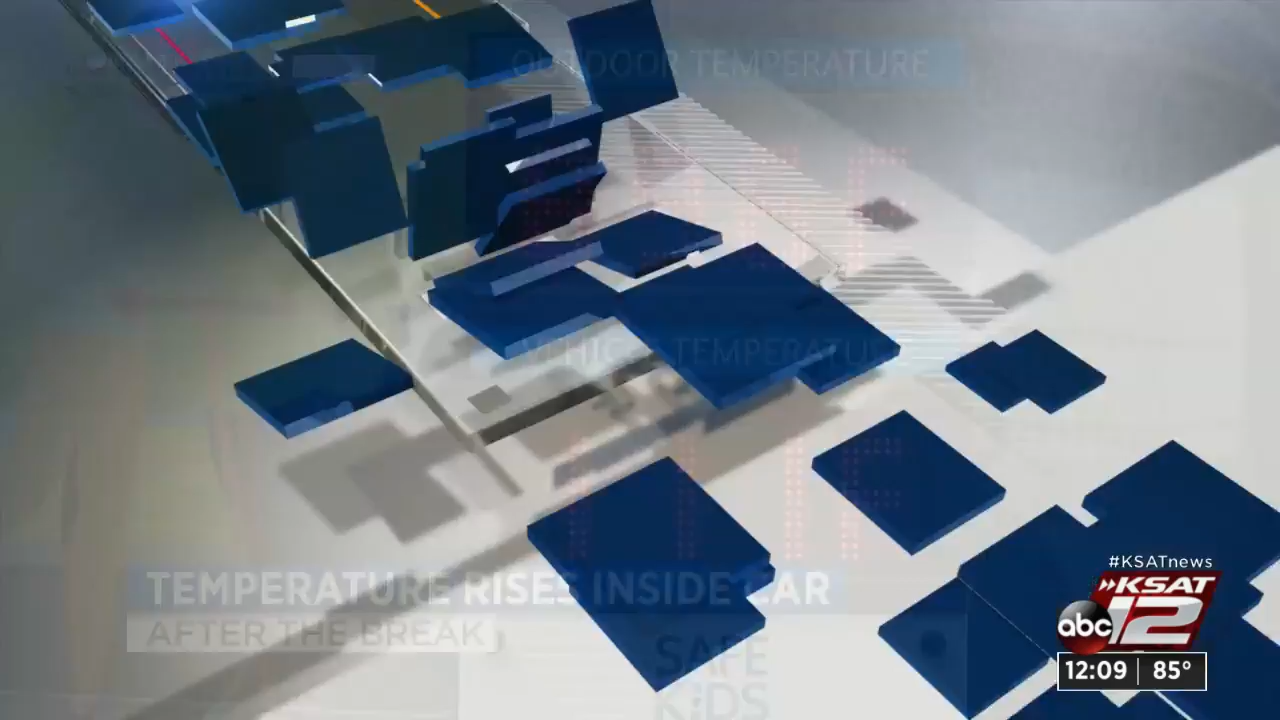 OUTDOOR TEMPERATURE
VEHICLE TEMPERATURE
TEMPERATURE RISES INSIDE CAR
AFTER THE BREAK
SAFE
KiDS
#KSATnews
KSAT
abc 12
12:09 85°